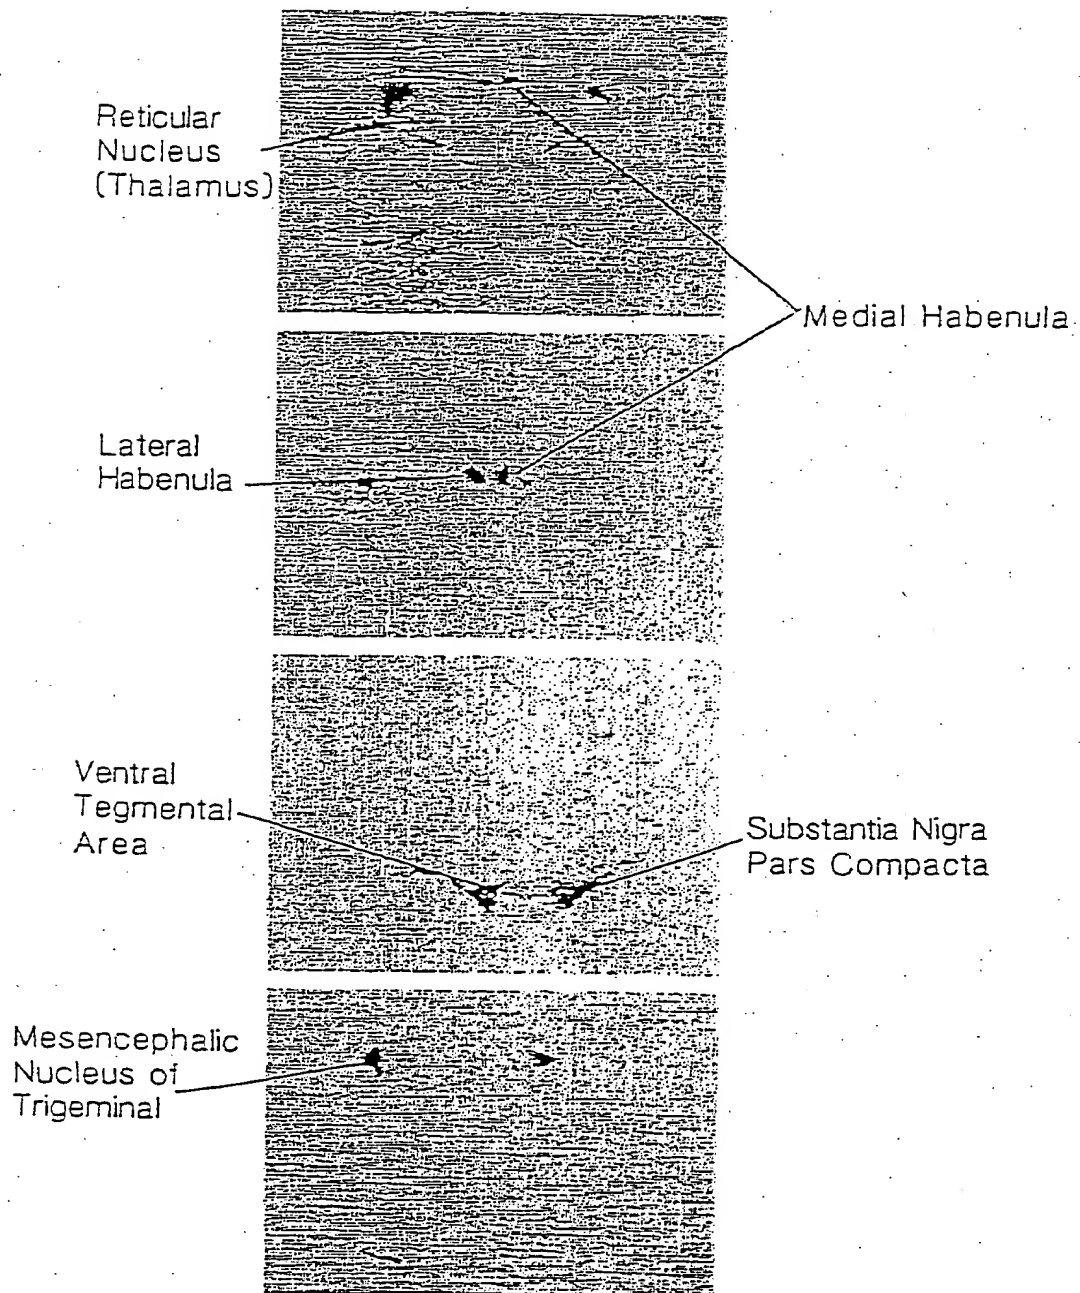 Reticular
Nucleus
(Thalamus)
Medial Habenula
Lateral
Habenula
Ventral
Tegmental
Area
Substantia Nigra
Pars Compacta
Mesencephalic
Nucleus of
Trigeminal